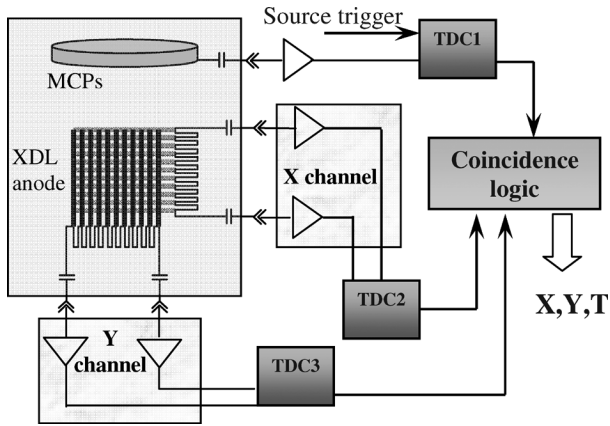 Source trigger
TDC1
MCPs
XDL
anode
X channel
Coincidence
logic
TDC2
X,Y,T
Y
channel
TDC3